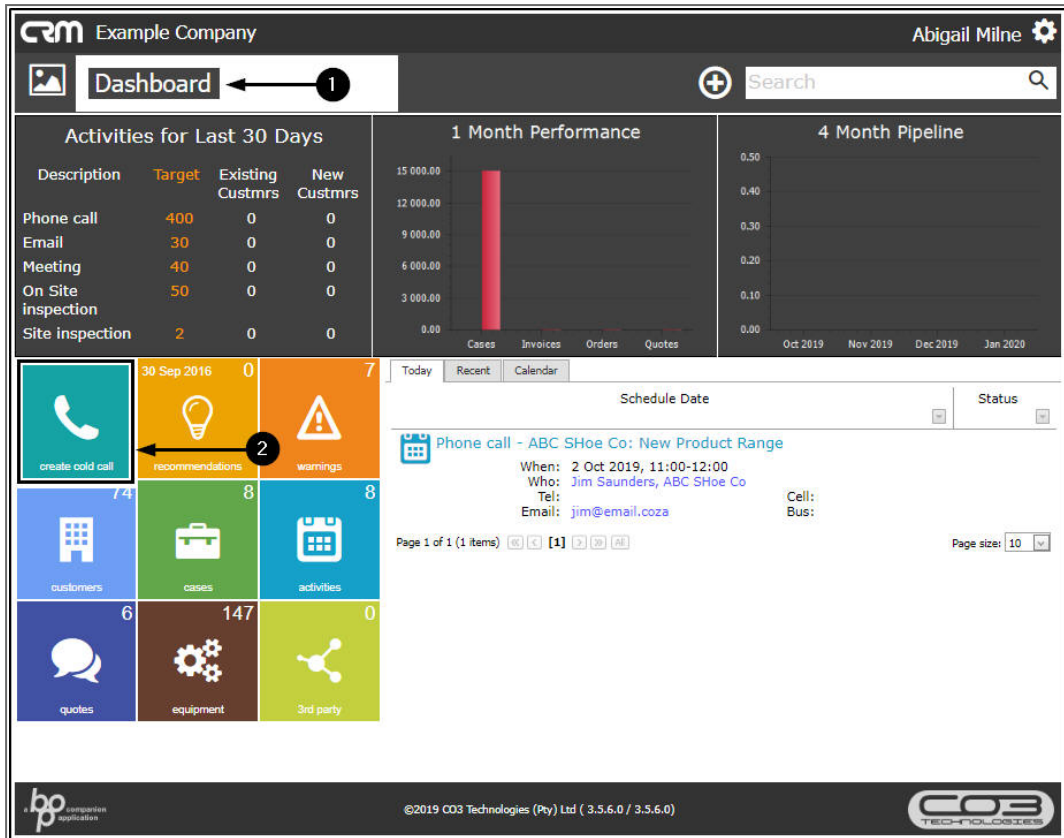 CRM Example Company
Abigail Milne
Dashboard
1
Search
Activities for Last 30 Days
Description Target Existing Custmrs New Custmrs
Phone call 400 0 0
Email 30 0 0
Meeting 40 0 0
On Site inspection 50 0 0
Site inspection 2 0 0
1 Month Performance
15 000.00
12 000.00
9 000.00
6 000.00
3 000.00
0.00
Cases Invoices Orders Quotes
4 Month Pipeline
0.50
0.40
0.30
0.20
0.10
0.00
Oct 2019 Nov 2019 Dec 2019 Jan 2020
create cold call
30 Sep 2016 0
recommendations
7
warnings
2
74
customers
8
cases
8
activities
6
quotes
147
equipment
0
3rd party
Today Recent Calendar
Schedule Date Status
Phone call - ABC SHoe Co: New Product Range
When: 2 Oct 2019, 11:00-12:00
Who: Jim Saunders, ABC SHoe Co
Tel: Cell:
Email: jim@email.coza Bus:
Page 1 of 1 (1 items) [1] All
Page size: 10
a bpo companion application
©2019 CO3 Technologies (Pty) Ltd ( 3.5.6.0 / 3.5.6.0)
CO3
TECHNOLOGIES